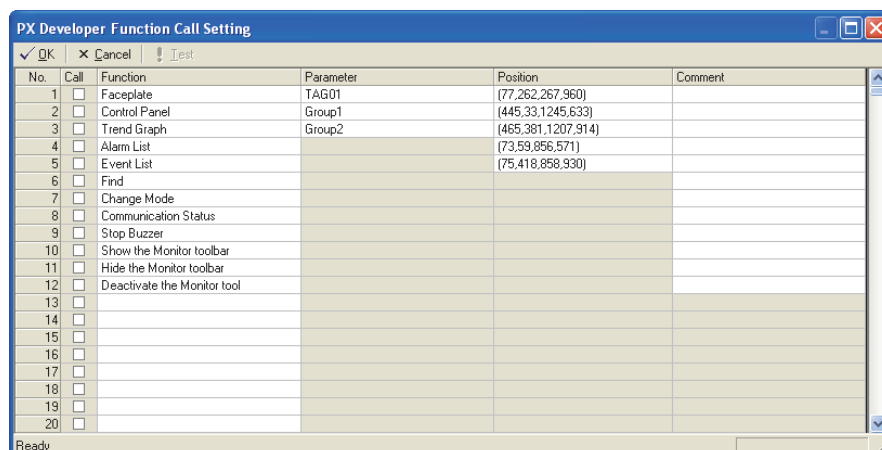 PX Developer Function Call Setting
OK Cancel Test
No. Call Function Parameter Position Comment
1 Faceplate TAG01 (77,262,267,960)
2 Control Panel Group1 (445,33,1245,633)
3 Trend Graph Group2 (465,381,1207,914)
4 Alarm List (73,59,856,571)
5 Event List (75,418,858,930)
6 Find
7 Change Mode
8 Communication Status
9 Stop Buzzer
10 Show the Monitor toolbar
11 Hide the Monitor toolbar
12 Deactivate the Monitor tool
13
14
15
16
17
18
19
20
Ready